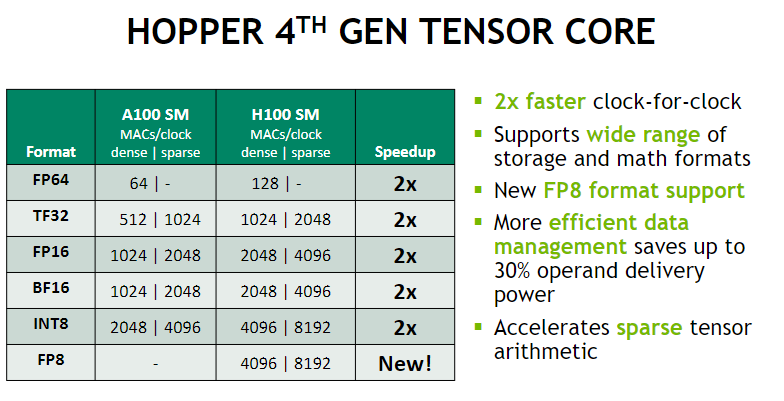 HOPPER 4TH GEN TENSOR CORE
Format
A100 SM
MACs/clock
dense | sparse
H100 SM
MACs/clock
dense | sparse
Speedup
FP64 64 | - 128 | - 2x
TF32 512 | 1024 1024 | 2048 2x
FP16 1024 | 2048 2048 | 4096 2x
BF16 1024 | 2048 2048 | 4096 2x
INT8 2048 | 4096 4096 | 8192 2x
FP8 - 4096 | 8192 New!
▪ 2x faster clock-for-clock
▪ Supports wide range of
storage and math formats
▪ New FP8 format support
▪ More efficient data
management saves up to
30% operand delivery
power
▪ Accelerates sparse tensor
arithmetic